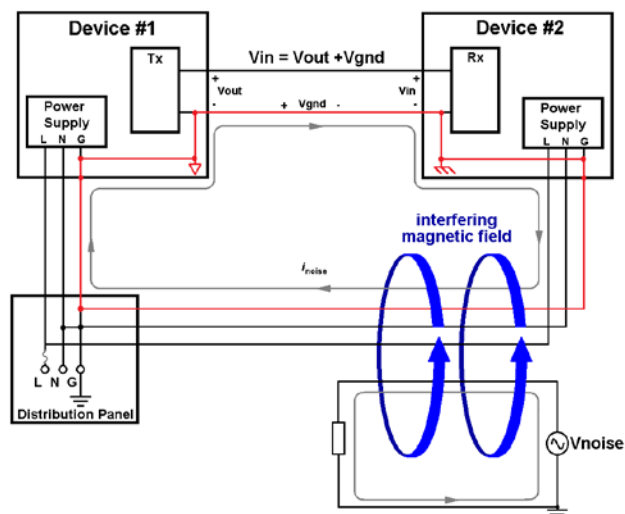 Device #1
Device #2
Tx
Vin = Vout +Vgnd
Rx
+
Vout
-
+ Vgnd -
+
Vin
-
Power
Supply
L N G
Power
Supply
L N G
interfering
magnetic field
inoise
L N G
Distribution Panel
Vnoise